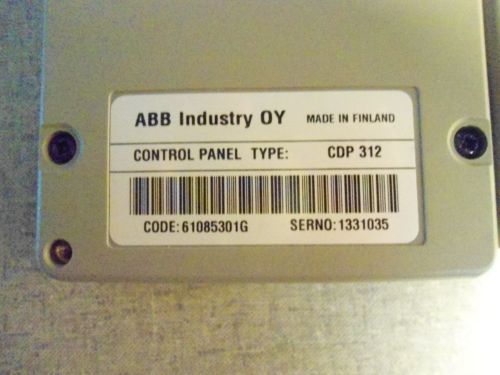 ABB Industry OY MADE IN FINLAND
CONTROL PANEL TYPE: CDP 312
CODE: 61085301G SERNO: 1331035